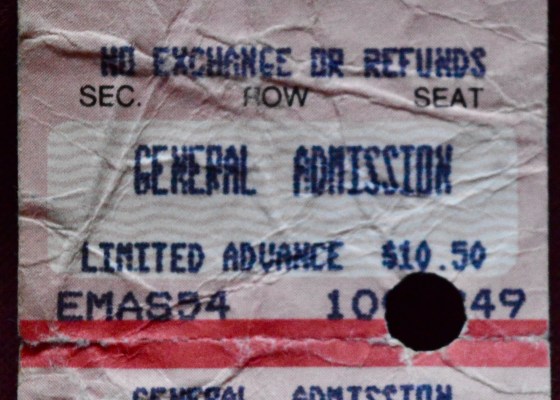 NO EXCHANGE OR REFUNDS
SEC. ROW SEAT
GENERAL ADMISSION
LIMITED ADVANCE $10.50
EMAS54
GENERAL ADMISSION